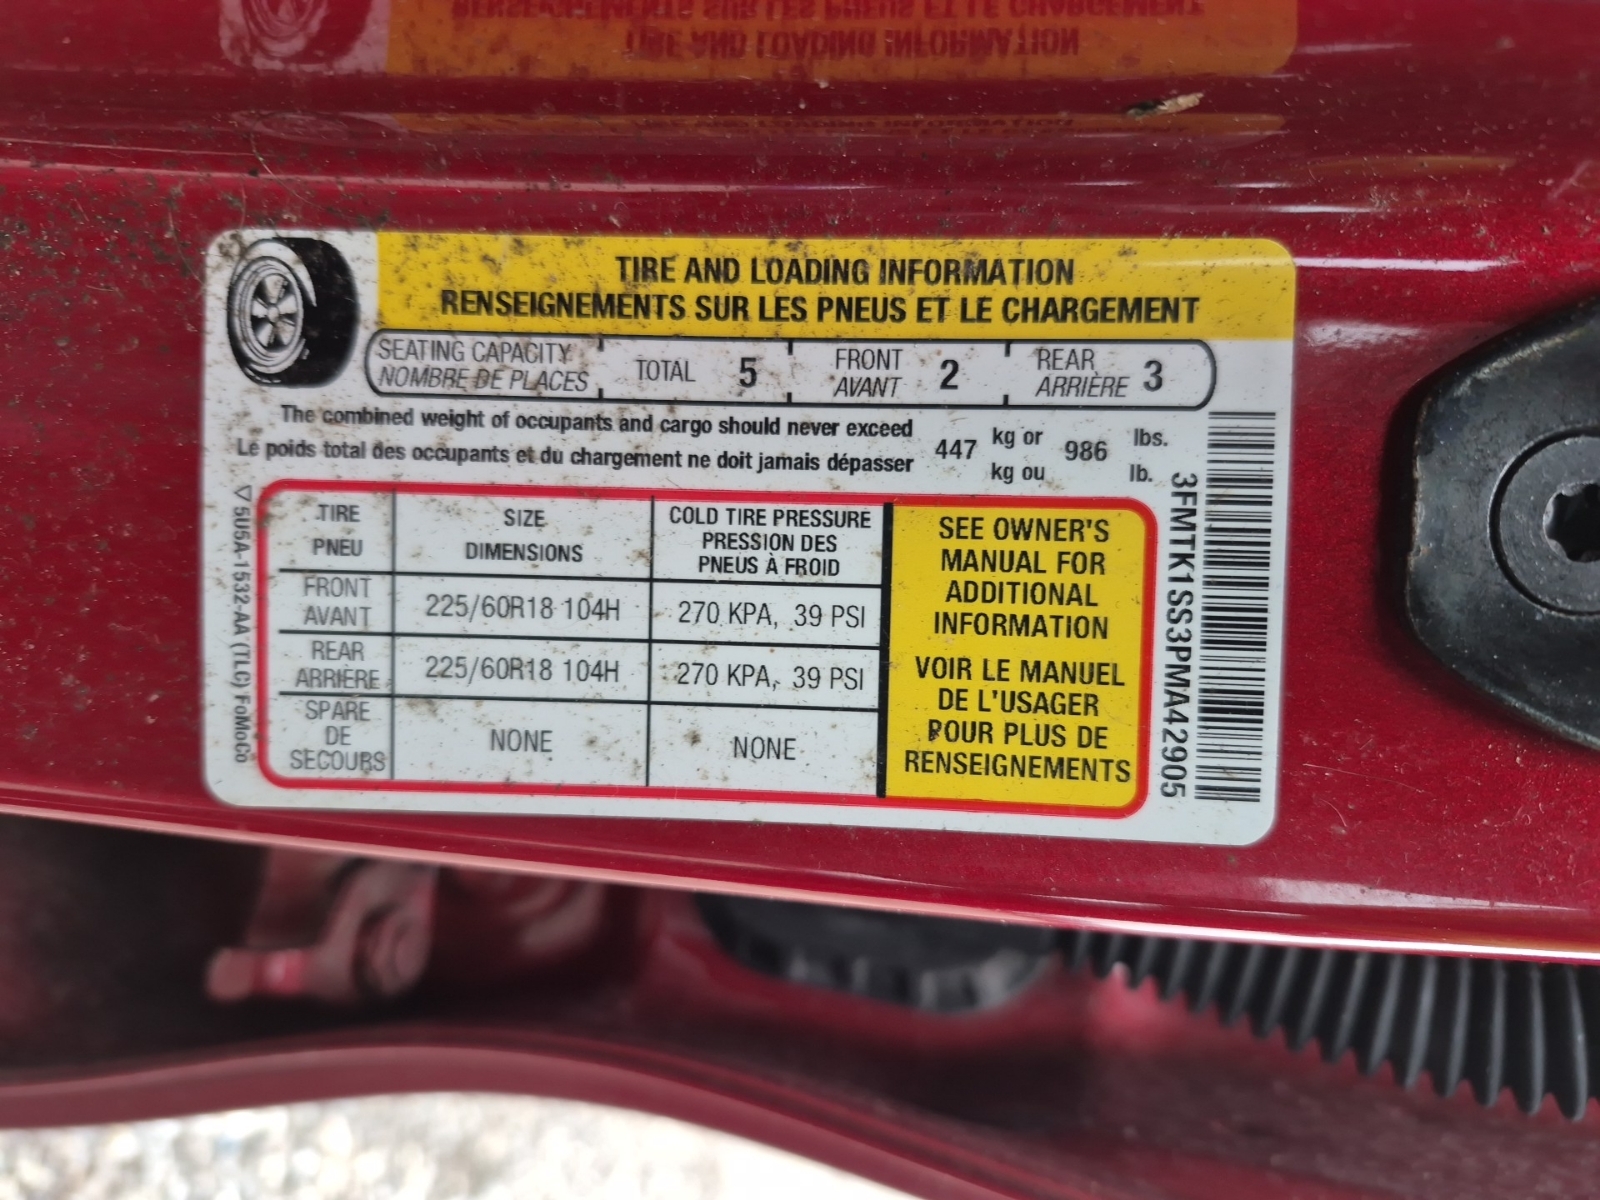 TIRE AND LOADING INFORMATION
RENSEIGNEMENTS SUR LES PNEUS ET LE CHARGEMENT
SEATING CAPACITY
NOMBRE DE PLACES
TOTAL 5
FRONT
AVANT 2
REAR
ARRIÈRE 3
The combined weight of occupants and cargo should never exceed
Le poids total des occupants et du chargement ne doit jamais dépasser
447
kg or
kg ou
986
lbs.
lb.
TIRE
PNEU
SIZE
DIMENSIONS
COLD TIRE PRESSURE
PRESSION DES
PNEUS À FROID
FRONT
AVANT
225/60R18 104H
270 KPA, 39 PSI
REAR
ARRIÈRE
225/60R18 104H
270 KPA, 39 PSI
SPARE
DE
SECOURS
NONE
NONE
SEE OWNER'S
MANUAL FOR
ADDITIONAL
INFORMATION
VOIR LE MANUEL
DE L'USAGER
POUR PLUS DE
RENSEIGNEMENTS
3FMTK1SS3PMA42905
5U5A-1532-AA (TLC) FoMoCo